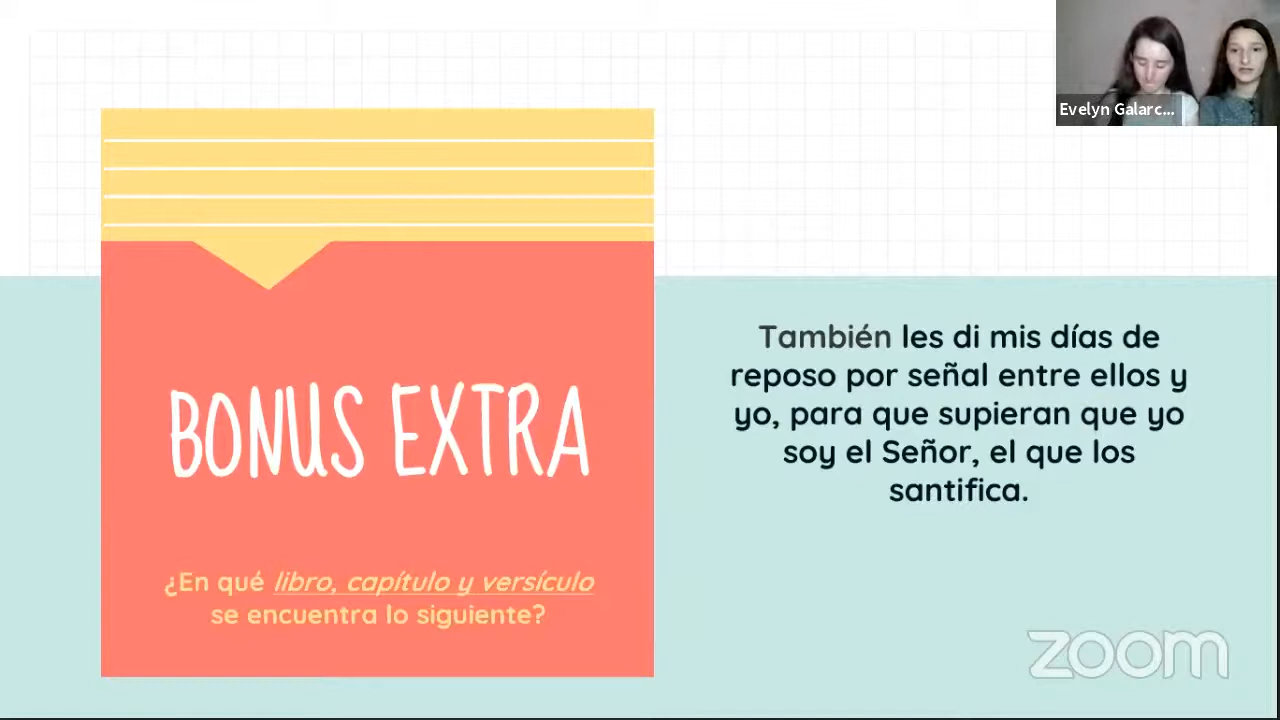 Evelyn Galarc...
BONUS EXTRA
¿En qué libro, capítulo y versículo
se encuentra lo siguiente?
También les di mis días de
reposo por señal entre ellos y
yo, para que supieran que yo
soy el Señor, el que los
santifica.
zoom